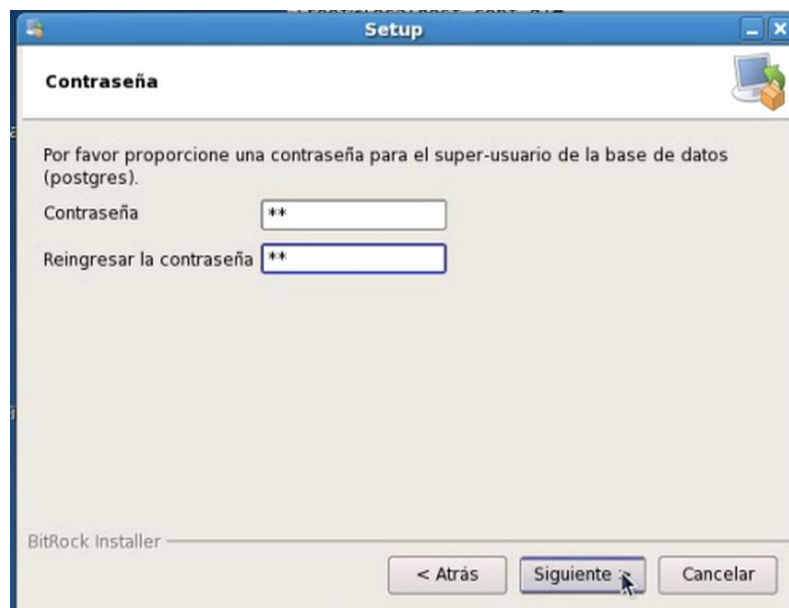 Setup
Contraseña
Por favor proporcione una contraseña para el super-usuario de la base de datos
(postgres).
Contraseña **
Reingresar la contraseña **
BitRock Installer
< Atrás Siguiente > Cancelar